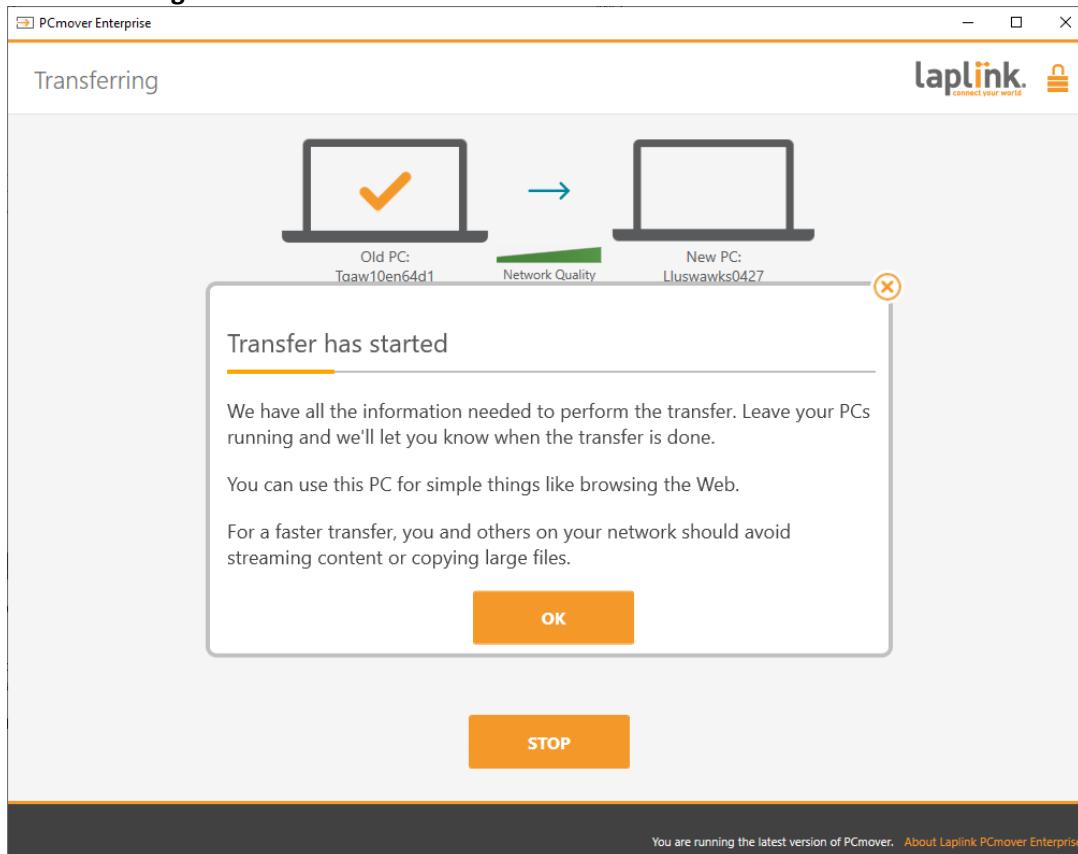 PCmover Enterprise
Transferring
laplink.
connect your world
Old PC:
Tqaw10en64d1
Network Quality
New PC:
Lluswawks0427
Transfer has started
We have all the information needed to perform the transfer. Leave your PCs
running and we'll let you know when the transfer is done.
You can use this PC for simple things like browsing the Web.
For a faster transfer, you and others on your network should avoid
streaming content or copying large files.
OK
STOP
You are running the latest version of PCmover. About Laplink PCmover Enterprise